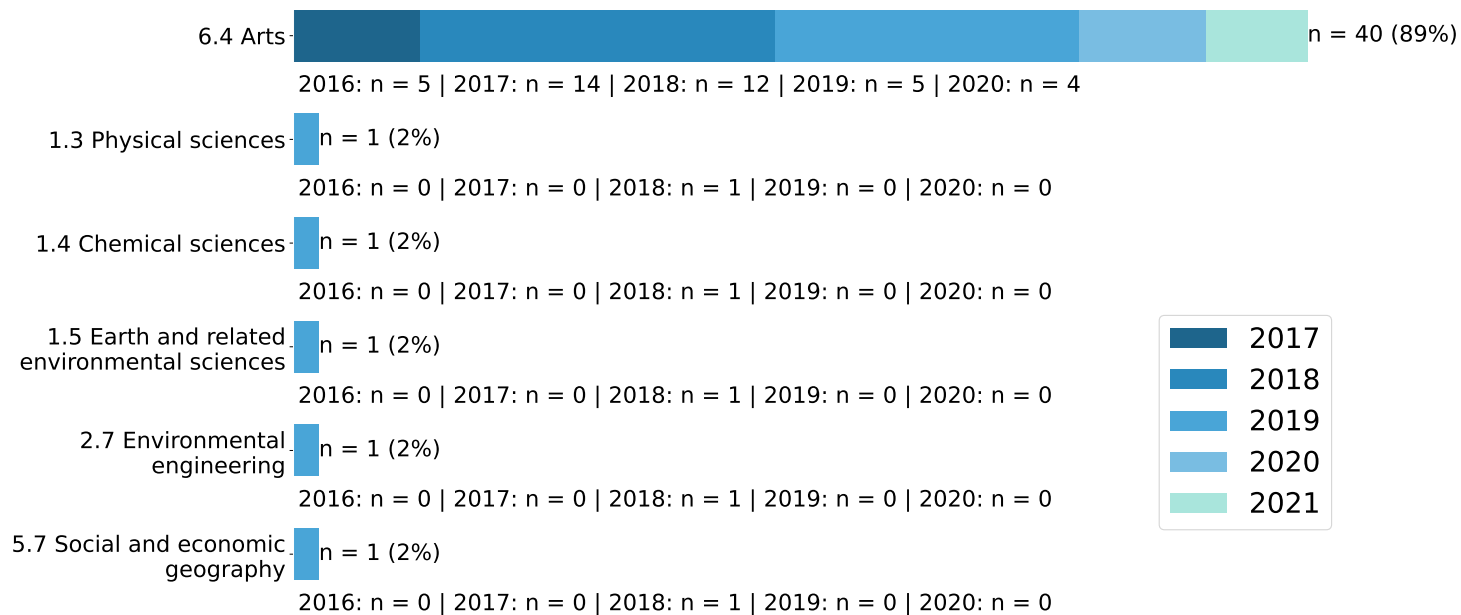 6.4 Arts
n = 40 (89%)
2016: n = 5 | 2017: n = 14 | 2018: n = 12 | 2019: n = 5 | 2020: n = 4
1.3 Physical sciences
n = 1 (2%)
2016: n = 0 | 2017: n = 0 | 2018: n = 1 | 2019: n = 0 | 2020: n = 0
1.4 Chemical sciences
n = 1 (2%)
2016: n = 0 | 2017: n = 0 | 2018: n = 1 | 2019: n = 0 | 2020: n = 0
1.5 Earth and related
environmental sciences
n = 1 (2%)
2016: n = 0 | 2017: n = 0 | 2018: n = 1 | 2019: n = 0 | 2020: n = 0
2.7 Environmental
engineering
n = 1 (2%)
2016: n = 0 | 2017: n = 0 | 2018: n = 1 | 2019: n = 0 | 2020: n = 0
5.7 Social and economic
geography
n = 1 (2%)
2016: n = 0 | 2017: n = 0 | 2018: n = 1 | 2019: n = 0 | 2020: n = 0
2017
2018
2019
2020
2021